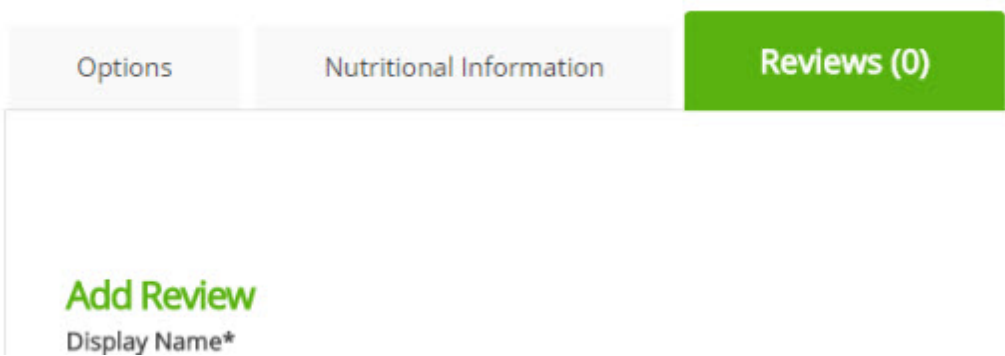 Options Nutritional Information Reviews (0)
Add Review
Display Name*